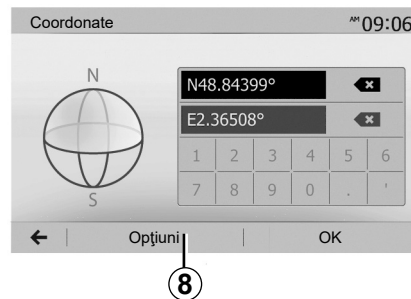 Coordonate AM 09:06
N
N48.84399°
E2.36508°
1 2 3 4 5 6
7 8 9 0 . '
S
Opţiuni OK
8